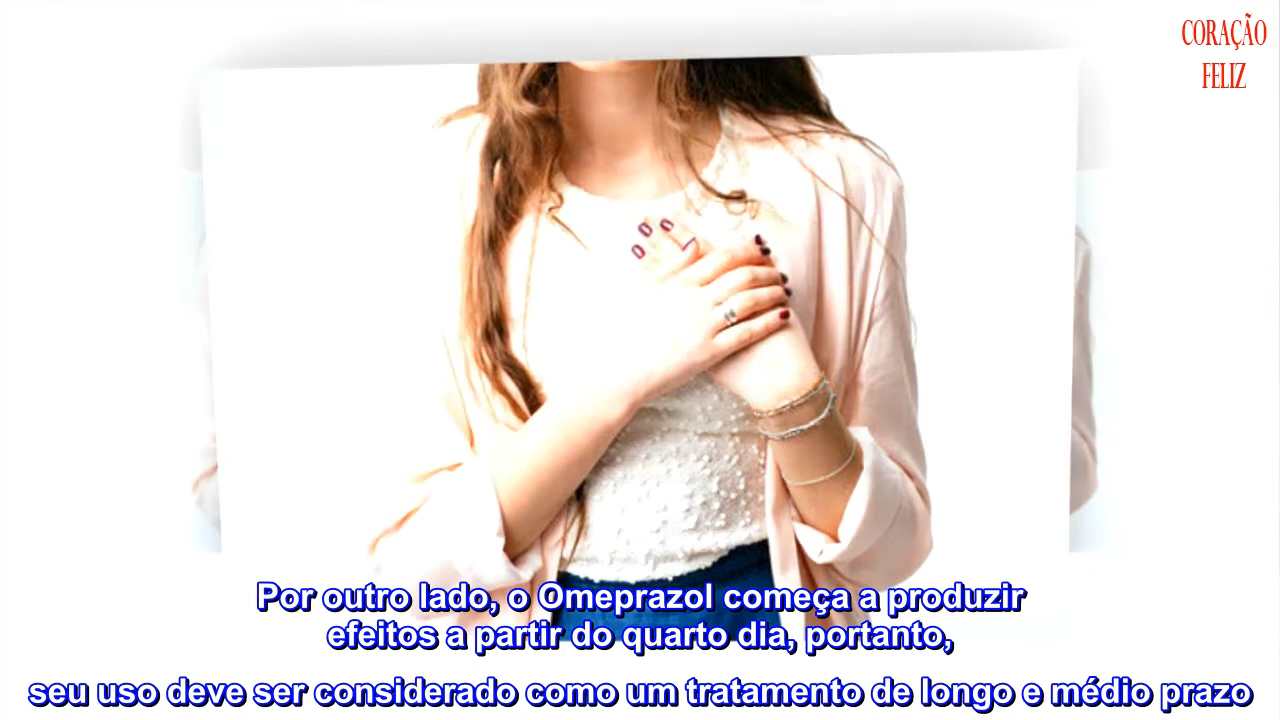 CORAÇÃO
FELIZ
Por outro lado, o Omeprazol começa a produzir
efeitos a partir do quarto dia, portanto,
seu uso deve ser considerado como um tratamento de longo e médio prazo